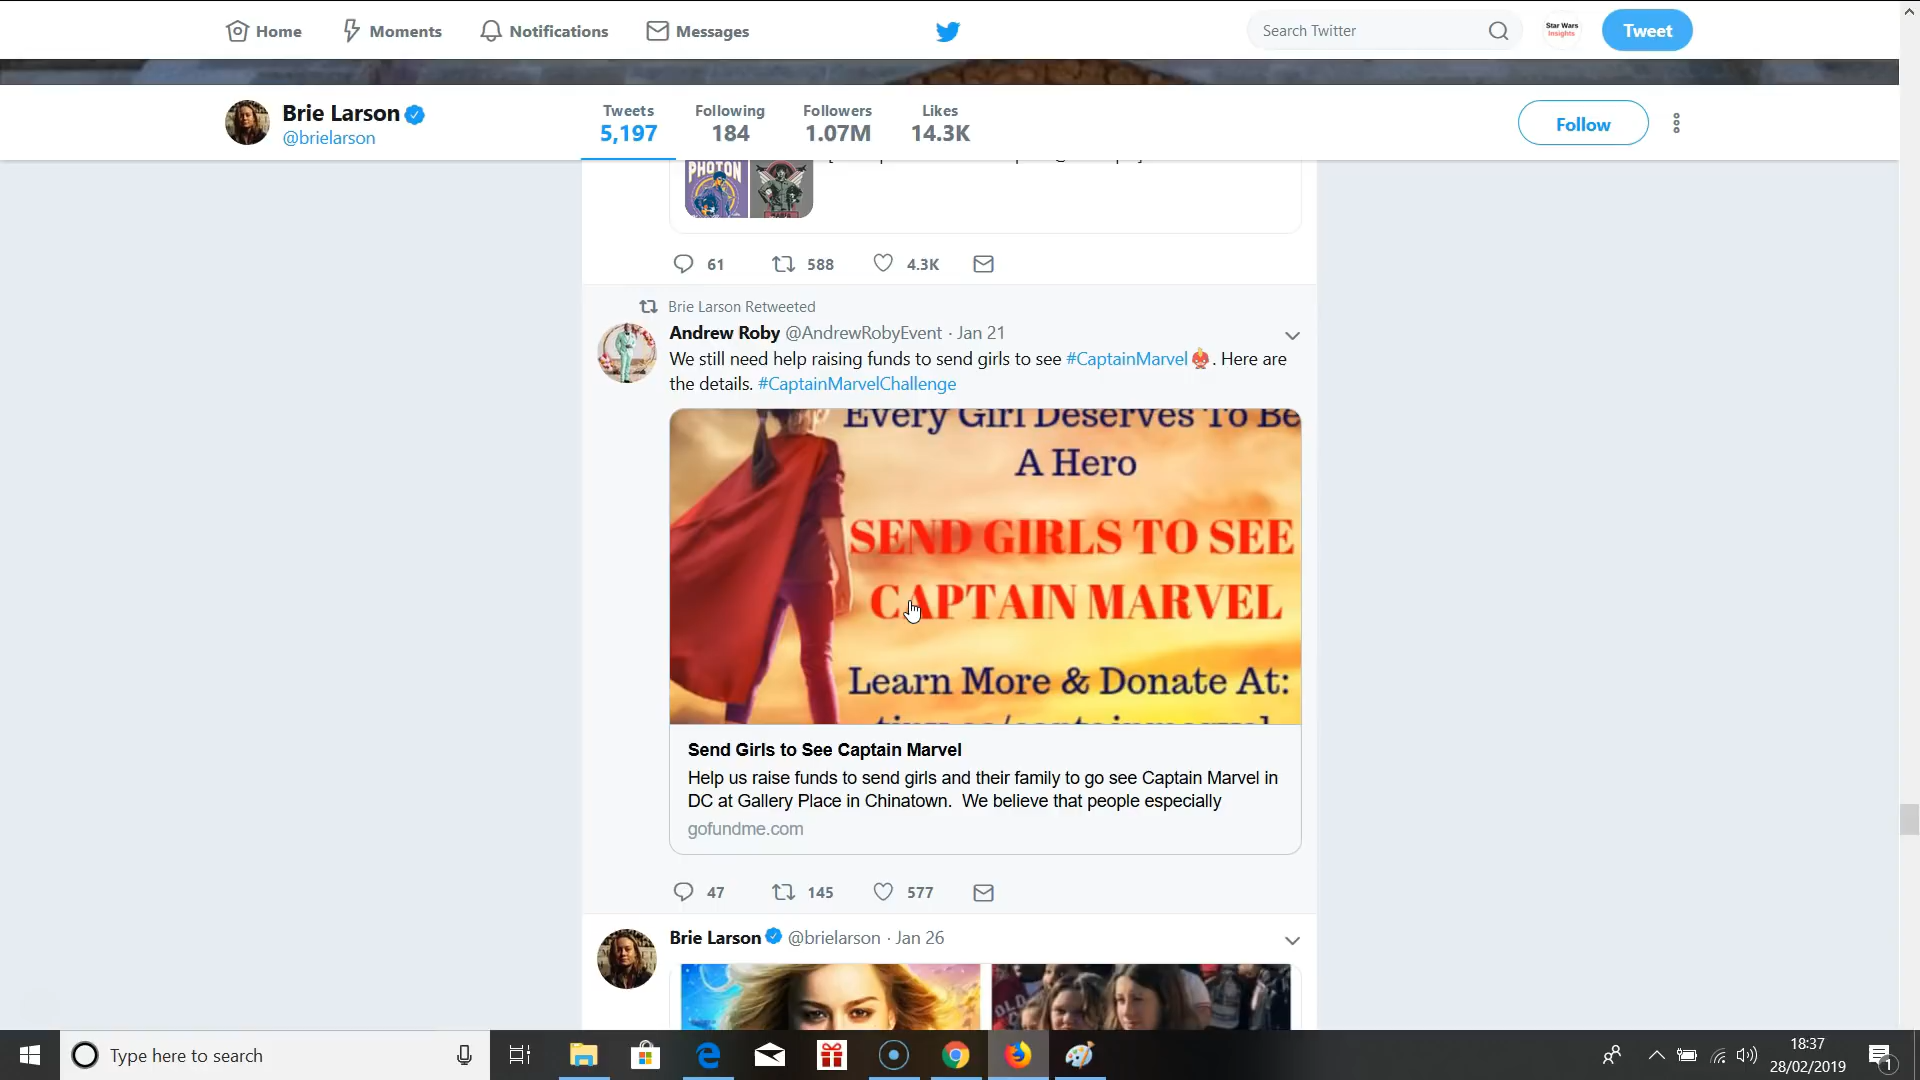 Home
Moments
Notifications
Messages
Search Twitter
Star Wars
Insights
Tweet
Brie Larson
@brielarson
Tweets
5,197
Following
184
Followers
1.07M
Likes
14.3K
Follow
PHOTON
61
588
4.3K
Brie Larson Retweeted
Andrew Roby @AndrewRobyEvent · Jan 21
We still need help raising funds to send girls to see #CaptainMarvel. Here are
the details. #CaptainMarvelChallenge
Every Girl Deserves To Be
A Hero
SEND GIRLS TO SEE
CAPTAIN MARVEL
Learn More & Donate At:
Send Girls to See Captain Marvel
Help us raise funds to send girls and their family to go see Captain Marvel in
DC at Gallery Place in Chinatown.  We believe that people especially
gofundme.com
47
145
577
Brie Larson @brielarson · Jan 26
Type here to search
18:37
28/02/2019
1